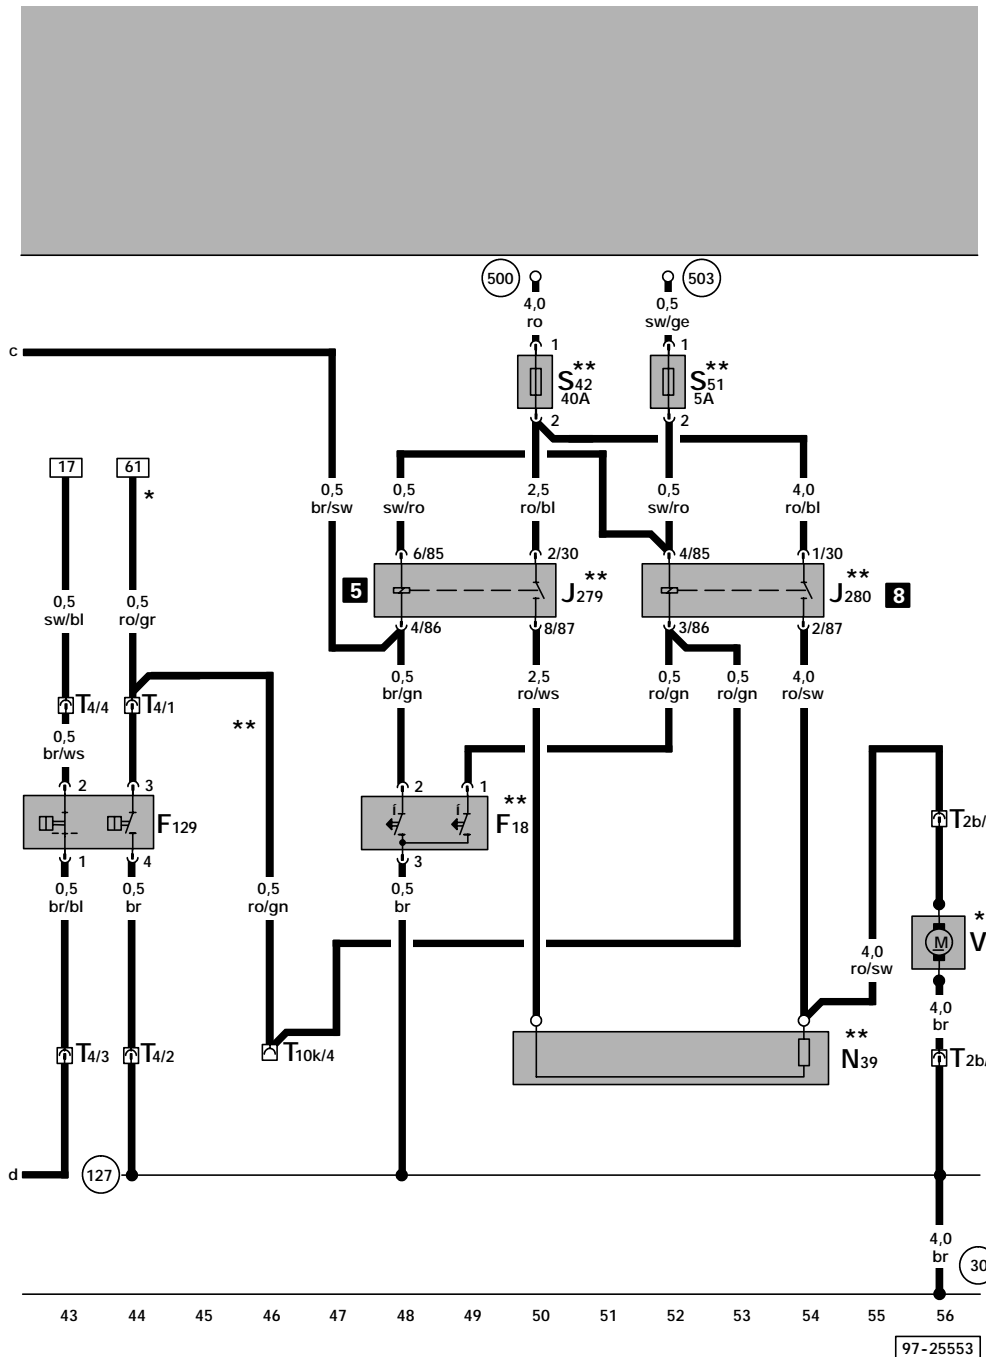 500
503
4,0
ro
0,5
sw/ge
c
1
1
S42
**
40A
S51
**
5A
2
2
17
61
*
0,5
br/sw
0,5
sw/ro
2,5
ro/bl
0,5
sw/ro
4,0
ro/bl
6/85
2/30
4/85
1/30
5
J279
**
J280
**
8
0,5
sw/bl
0,5
ro/gr
4/86
8/87
3/86
2/87
0,5
br/gn
2,5
ro/ws
0,5
ro/gn
0,5
ro/gn
4,0
ro/sw
T4/4
T4/1
**
0,5
br/ws
2
3
2
1
F129
F18
**
T2b/
1
4
3
0,5
br/bl
0,5
br
0,5
ro/gn
0,5
br
*
M
V
4,0
ro/sw
4,0
br
T4/3
T4/2
T10k/4
**
N39
T2b/
d
127
4,0
br
30
43 44 45 46 47 48 49 50 51 52 53 54 55 56
97-25553